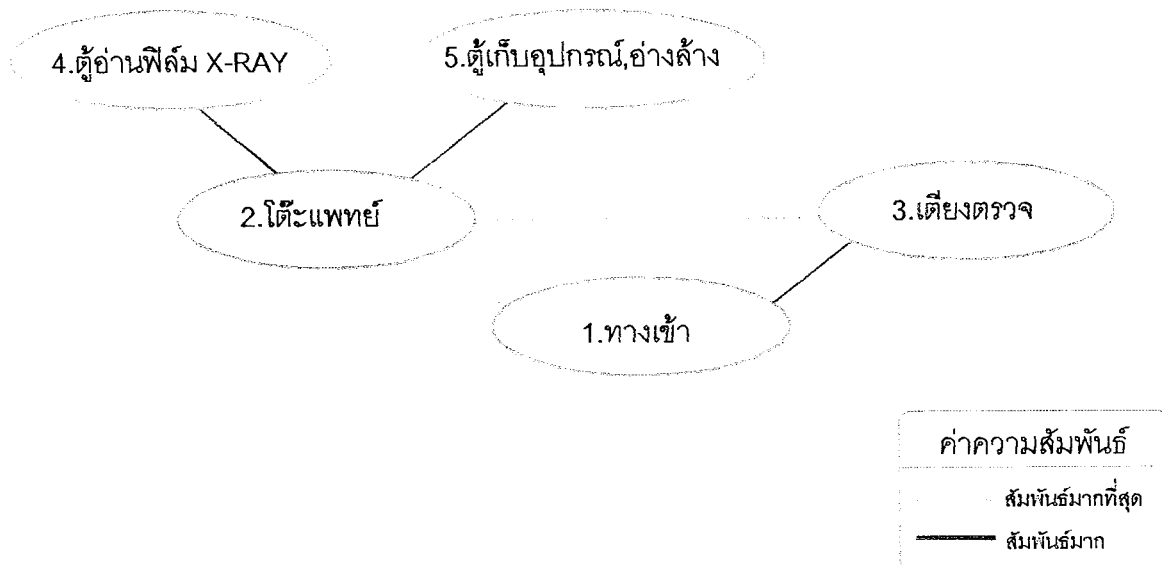 4.ตู้อ่านฟิล์ม X-RAY
5.ตู้เก็บอุปกรณ์,อ่างล้าง
2.โต๊ะแพทย์
3.เตียงตรวจ
1.ทางเข้า
ค่าความสัมพันธ์
สัมพันธ์มากที่สุด
สัมพันธ์มาก